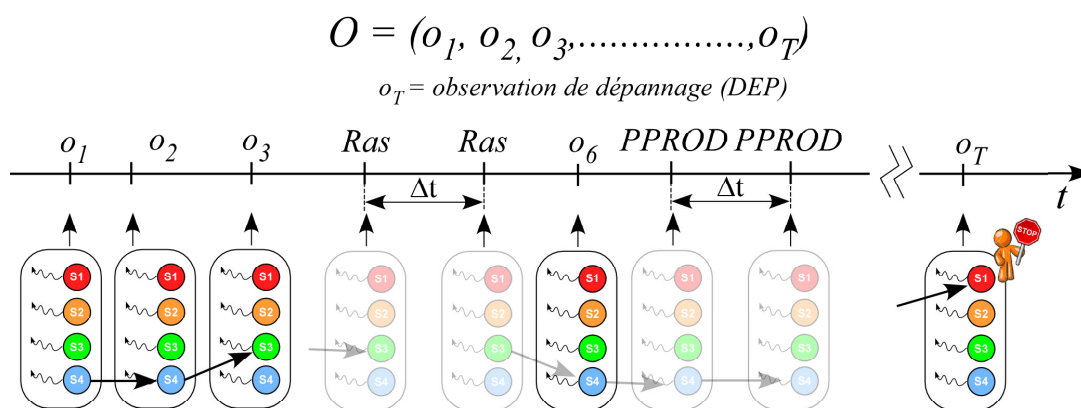 O = (o1, o2, o3,................,oT)
oT = observation de dépannage (DEP)
o1 o2 o3 Ras Ras o6 PPROD PPROD oT
Δt Δt t
STOP
S1 S1 S1 S1 S1 S1 S1 S1 S1
S2 S2 S2 S2 S2 S2 S2 S2 S2
S3 S3 S3 S3 S3 S3 S3 S3 S3
S4 S4 S4 S4 S4 S4 S4 S4 S4